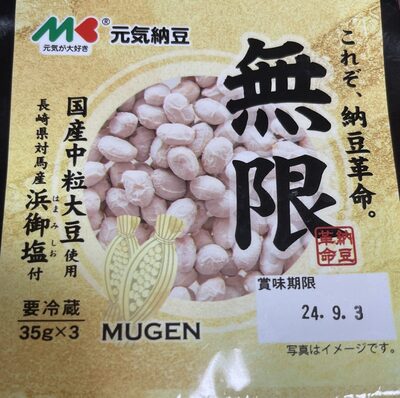 元気納豆
®
元気が大好き
これぞ、納豆革命。
無限
国産中粒大豆使用
長崎県対馬産浜御塩付
はまみしお
納豆革命
要冷蔵
35g×3
MUGEN
賞味期限
24.9.3
写真はイメージです。